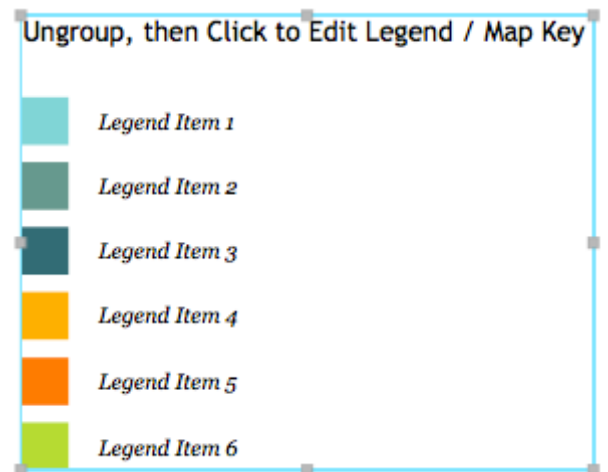 Ungroup, then Click to Edit Legend / Map Key
Legend Item 1
Legend Item 2
Legend Item 3
Legend Item 4
Legend Item 5
Legend Item 6